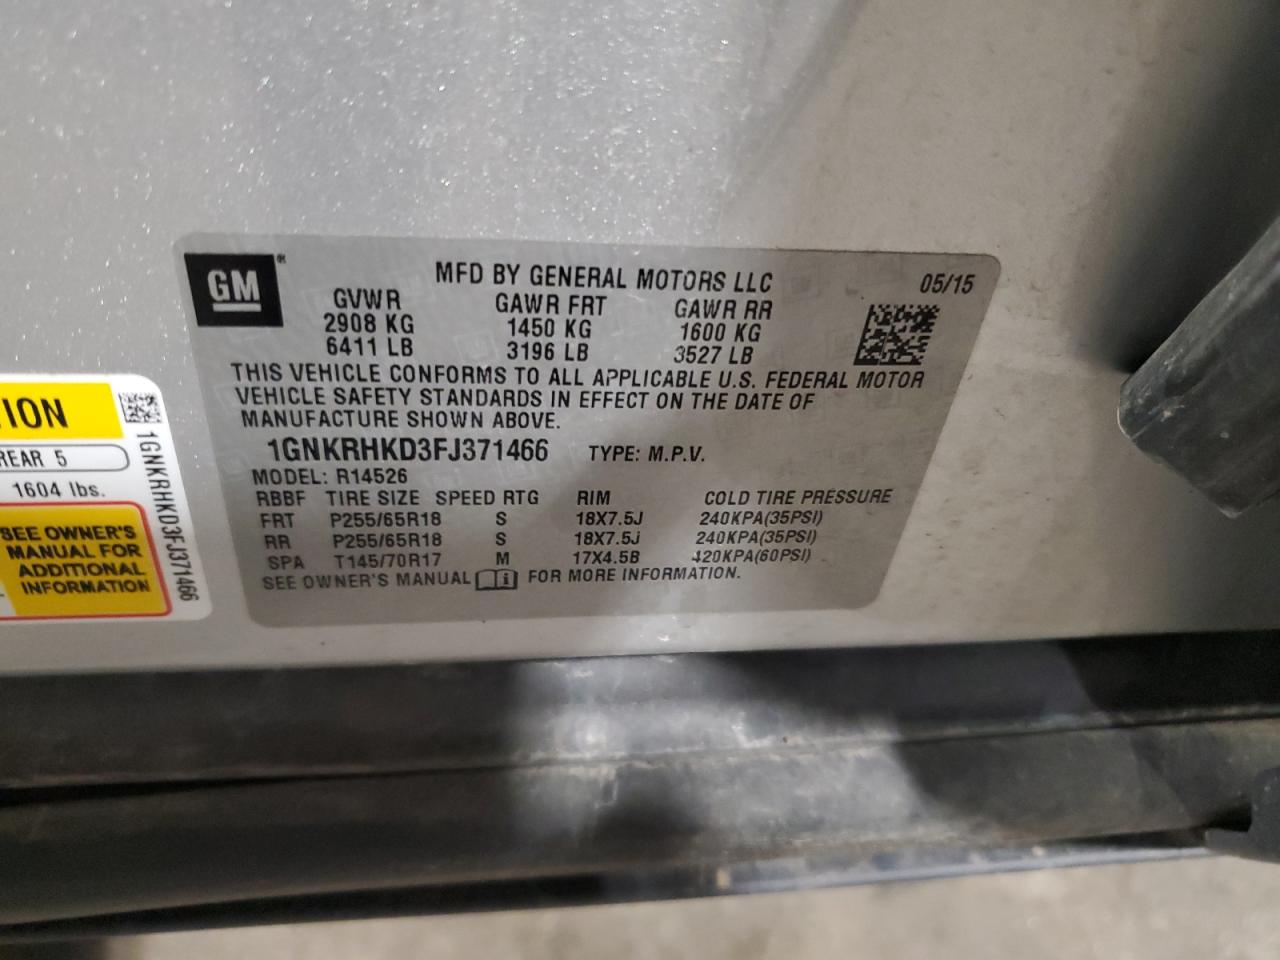 GM®
MFD BY GENERAL MOTORS LLC 05/15
GVWR GAWR FRT GAWR RR
2908 KG 1450 KG 1600 KG
6411 LB 3196 LB 3527 LB
THIS VEHICLE CONFORMS TO ALL APPLICABLE U.S. FEDERAL MOTOR
VEHICLE SAFETY STANDARDS IN EFFECT ON THE DATE OF
MANUFACTURE SHOWN ABOVE.
1GNKRHKD3FJ371466 TYPE: M.P.V.
MODEL: R14526
RBBF TIRE SIZE SPEED RTG RIM COLD TIRE PRESSURE
FRT P255/65R18 S 18X7.5J 240KPA(35PSI)
RR P255/65R18 S 18X7.5J 240KPA(35PSI)
SPA T145/70R17 M 17X4.5B 420KPA(60PSI)
SEE OWNER'S MANUAL FOR MORE INFORMATION.
TION
REAR 5
1604 lbs.
SEE OWNER'S
MANUAL FOR
ADDITIONAL
INFORMATION
1GNKRHKD3FJ371466